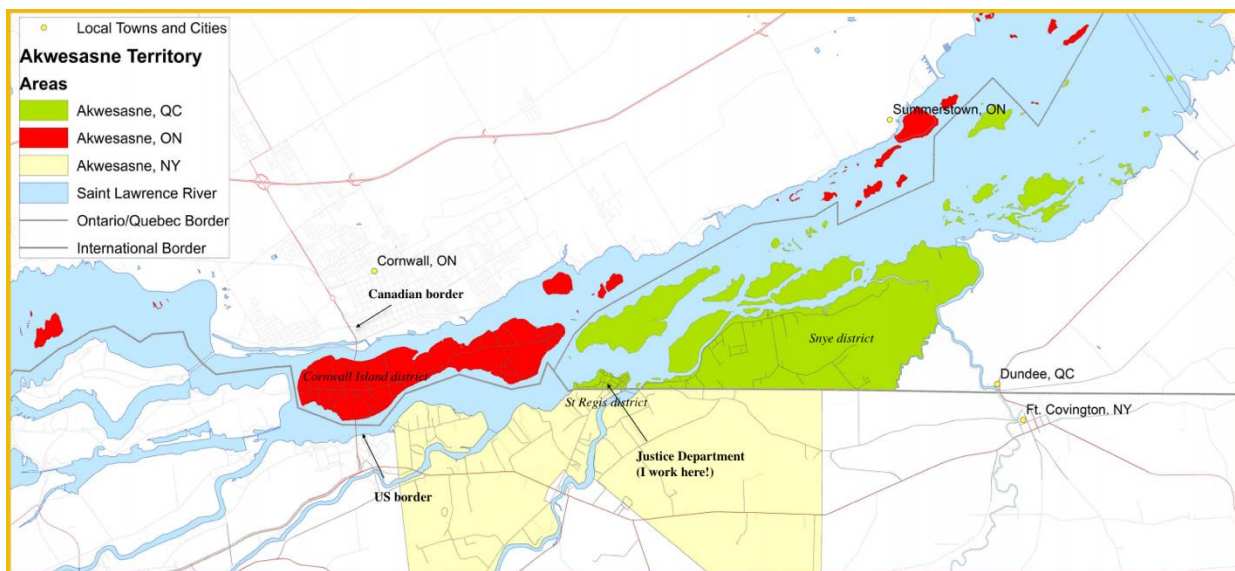 Local Towns and Cities
Akwesasne Territory
Areas
Akwesasne, QC
Akwesasne, ON
Akwesasne, NY
Saint Lawrence River
Ontario/Quebec Border
International Border
Summerstown, ON
Cornwall, ON
Canadian border
Cornwall Island district
Snye district
St Regis district
Dundee, QC
Ft. Covington, NY
Justice Department
(I work here!)
US border